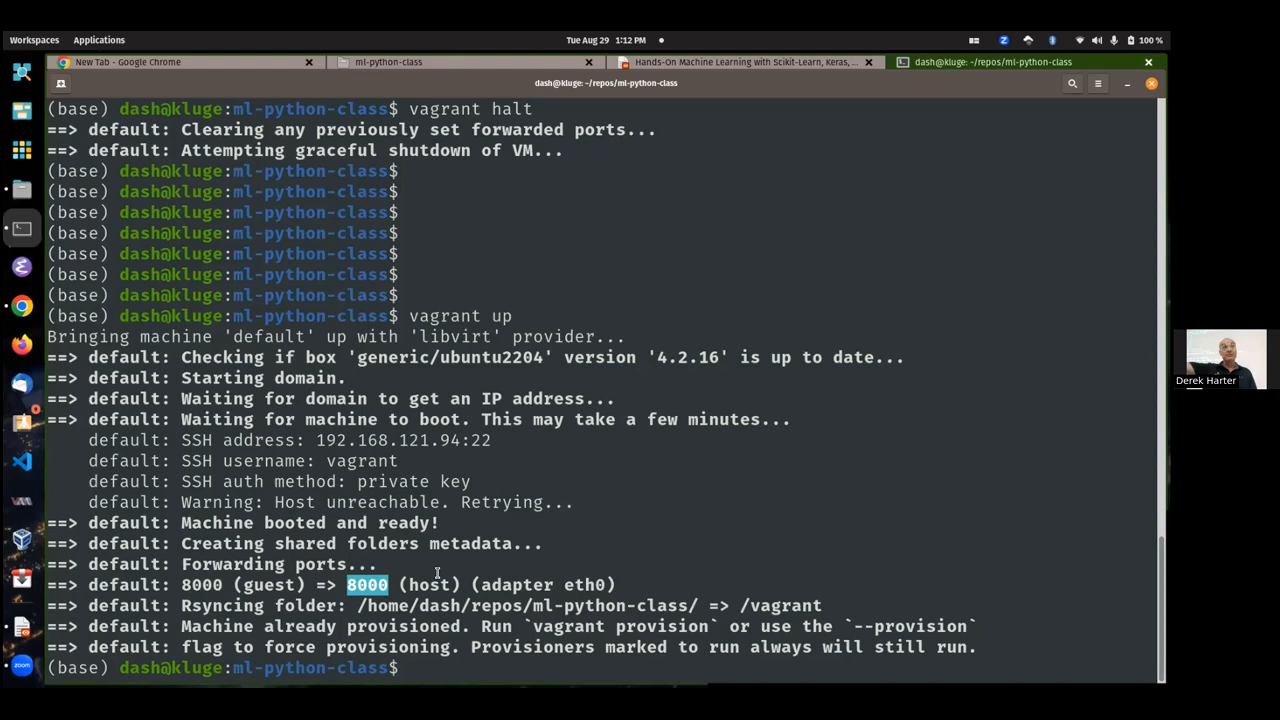 Workspaces Applications Tue Aug 29 1:12 PM 100 %
New Tab - Google Chrome ml-python-class Hands-On Machine Learning with Scikit-Learn, Keras, ... dash@kluge: ~/repos/ml-python-class
dash@kluge: ~/repos/ml-python-class
(base) dash@kluge:ml-python-class$ vagrant halt
==> default: Clearing any previously set forwarded ports...
==> default: Attempting graceful shutdown of VM...
(base) dash@kluge:ml-python-class$
(base) dash@kluge:ml-python-class$
(base) dash@kluge:ml-python-class$
(base) dash@kluge:ml-python-class$
(base) dash@kluge:ml-python-class$
(base) dash@kluge:ml-python-class$
(base) dash@kluge:ml-python-class$
(base) dash@kluge:ml-python-class$ vagrant up
Bringing machine 'default' up with 'libvirt' provider...
==> default: Checking if box 'generic/ubuntu2204' version '4.2.16' is up to date...
==> default: Starting domain.
==> default: Waiting for domain to get an IP address...
==> default: Waiting for machine to boot. This may take a few minutes...
default: SSH address: 192.168.121.94:22
default: SSH username: vagrant
default: SSH auth method: private key
default: Warning: Host unreachable. Retrying...
==> default: Machine booted and ready!
==> default: Creating shared folders metadata...
==> default: Forwarding ports...
==> default: 8000 (guest) => 8000 (host) (adapter eth0)
==> default: Rsyncing folder: /home/dash/repos/ml-python-class/ => /vagrant
==> default: Machine already provisioned. Run `vagrant provision` or use the `--provision`
==> default: flag to force provisioning. Provisioners marked to run always will still run.
(base) dash@kluge:ml-python-class$
zoom
Derek Harter